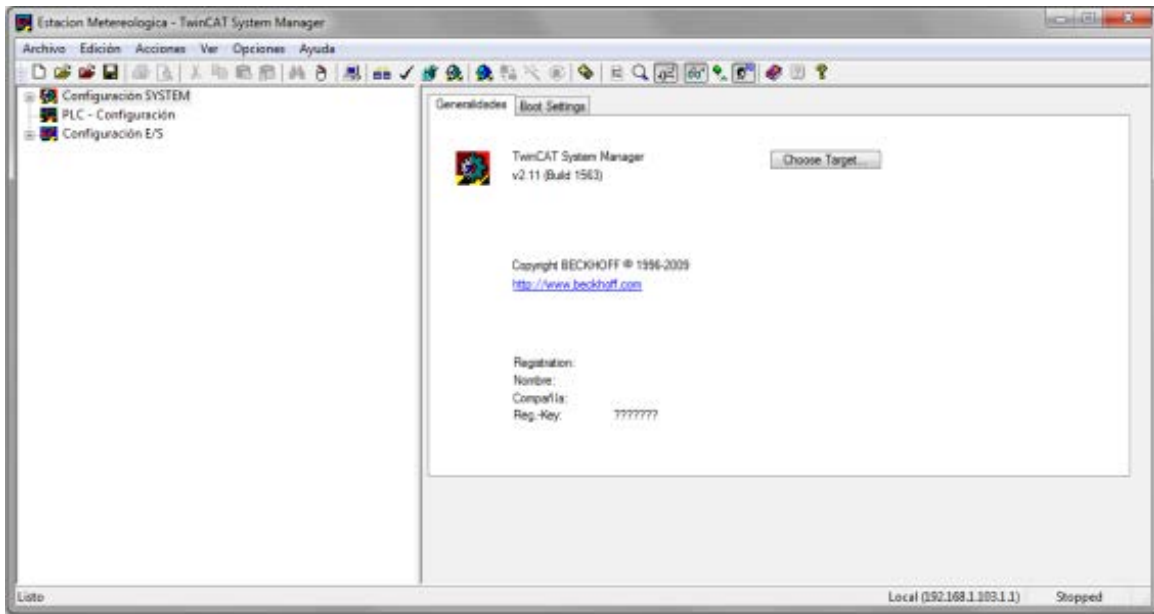 Estacion Metereologica - TwinCAT System Manager
Archivo Edición Acciones Ver Opciones Ayuda
Configuración SYSTEM
PLC - Configuración
Configuración E/S
Generalidades Boot Settings
TwinCAT System Manager
v2.11 (Build 1563)
Choose Target...
Copyright BECKHOFF © 1996-2009
http://www.beckhoff.com
Registration:
Nombre:
Compañía:
Reg.-Key: ???????
Listo
Local (192.168.1.103.1.1) Stopped